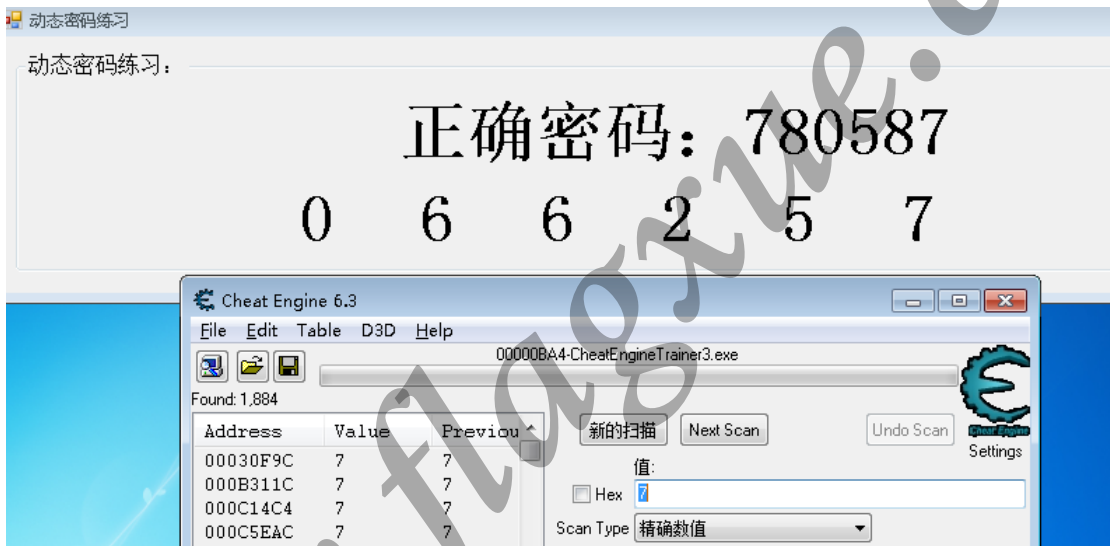 动态密码练习
动态密码练习：
正确密码：780587
0 6 6 2 5 7
Cheat Engine 6.3
File Edit Table D3D Help
00000BA4-CheatEngineTrainer3.exe
Found: 1,884
Address Value Previou
新的扫描 Next Scan Undo Scan
Cheat Engine
Settings
00030F9C 7 7
值:
000B311C 7 7
Hex 7
000C14C4 7 7
000C5EAC 7 7
Scan Type 精确数值
flagxue.